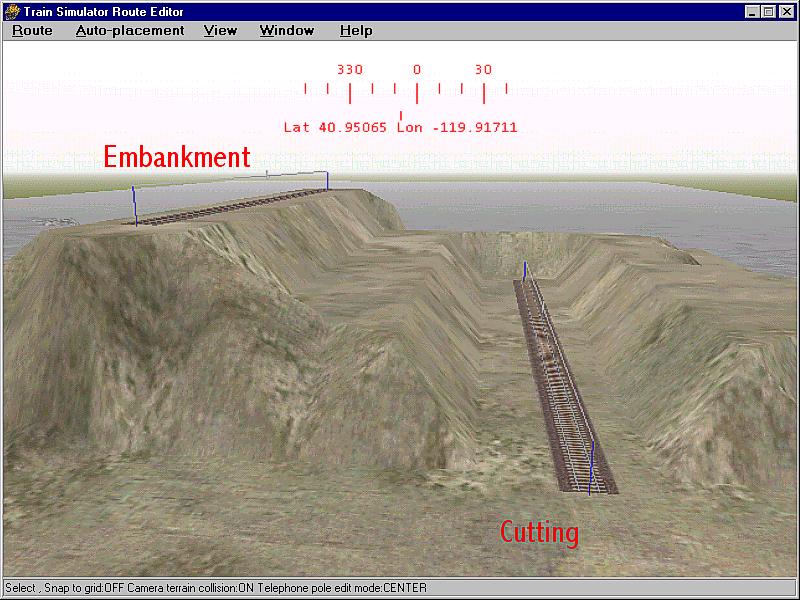 Train Simulator Route Editor
Route Auto-placement View Window Help
330 0 30
Lat 40.95065 Lon -119.91711
Embankment
Cutting
Select , Snap to grid:OFF Camera terrain collision:ON Telephone pole edit mode:CENTER